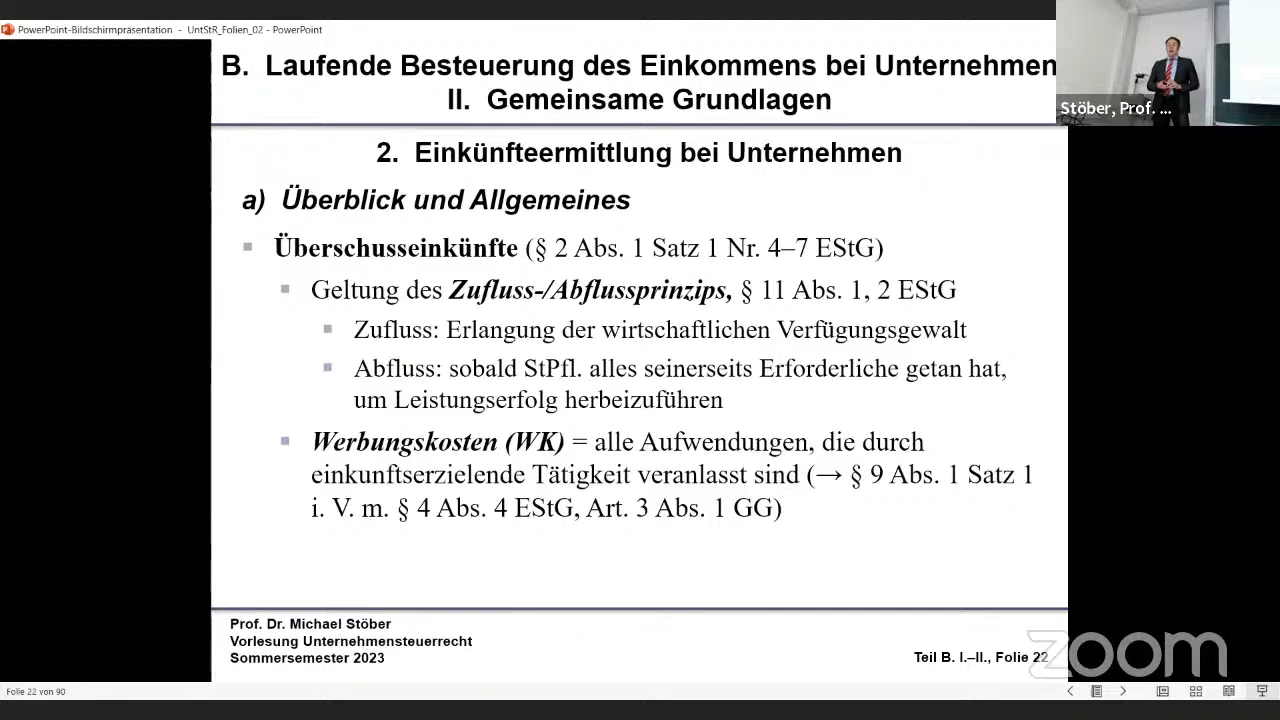 PowerPoint-Bildschirmpräsentation - UntStR_Folien_02 - PowerPoint
B. Laufende Besteuerung des Einkommens bei Unternehmen
II. Gemeinsame Grundlagen
Stöber, Prof. ...
2. Einkünfteermittlung bei Unternehmen
a) Überblick und Allgemeines
Überschusseinkünfte (§ 2 Abs. 1 Satz 1 Nr. 4–7 EStG)
Geltung des Zufluss-/Abflussprinzips, § 11 Abs. 1, 2 EStG
Zufluss: Erlangung der wirtschaftlichen Verfügungsgewalt
Abfluss: sobald StPfl. alles seinerseits Erforderliche getan hat,
um Leistungserfolg herbeizuführen
Werbungskosten (WK) = alle Aufwendungen, die durch
einkunftserzielende Tätigkeit veranlasst sind (→ § 9 Abs. 1 Satz 1
i. V. m. § 4 Abs. 4 EStG, Art. 3 Abs. 1 GG)
Prof. Dr. Michael Stöber
Vorlesung Unternehmensteuerrecht
Sommersemester 2023
Teil B. I.–II., Folie 22
zoom
Folie 22 von 90